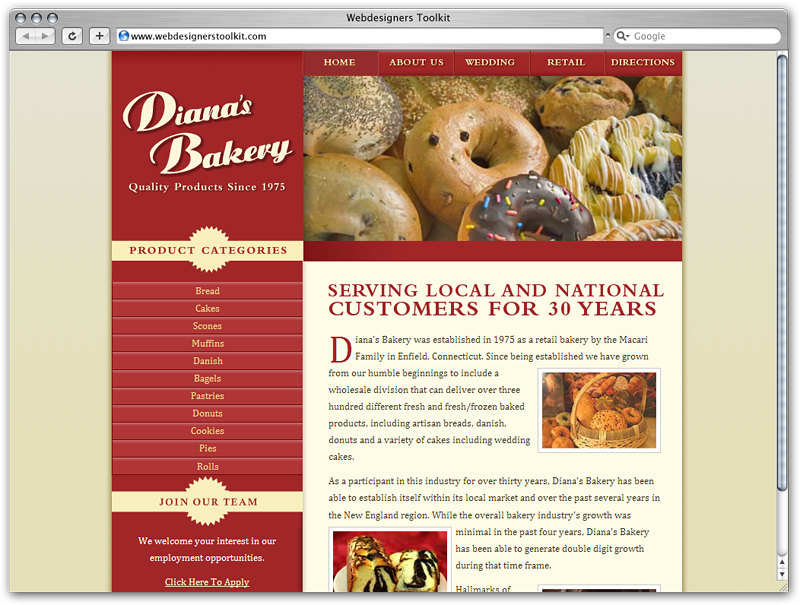 Webdesigners Toolkit
www.webdesignerstoolkit.com
Google
HOME
ABOUT US
WEDDING
RETAIL
DIRECTIONS
Diana's
Bakery
Quality Products Since 1975
PRODUCT CATEGORIES
Bread
Cakes
Scones
Muffins
Danish
Bagels
Pastries
Donuts
Cookies
Pies
Rolls
JOIN OUR TEAM
We welcome your interest in our
employment opportunities.
Click Here To Apply
SERVING LOCAL AND NATIONAL
CUSTOMERS FOR 30 YEARS
Diana's Bakery was established in 1975 as a retail bakery by the Macari
Family in Enfield, Connecticut. Since being established we have grown
from our humble beginnings to include a
wholesale division that can deliver over three
hundred different fresh and fresh/frozen baked
products, including artisan breads, danish,
donuts and a variety of cakes including wedding
cakes.
As a participant in this industry for over thirty years, Diana's Bakery has been
able to establish itself within its local market and over the past several years in
the New England region. While the overall bakery industry's growth was
minimal in the past four years, Diana's Bakery
has been able to generate double digit growth
during that time frame.
Hallmarks of